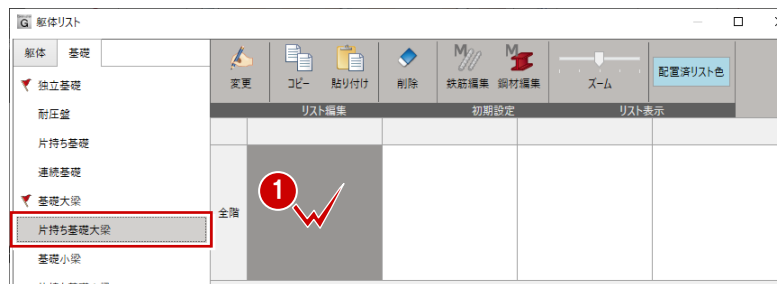 G 躯体リスト
躯体 基礎
変更 コピー 貼り付け 削除 鉄筋編集 鋼材編集 ズーム 配置済リスト色
リスト編集 初期設定 リスト表示
独立基礎
耐圧盤
片持ち基礎
連続基礎
基礎大梁
片持ち基礎大梁
基礎小梁
全階
1